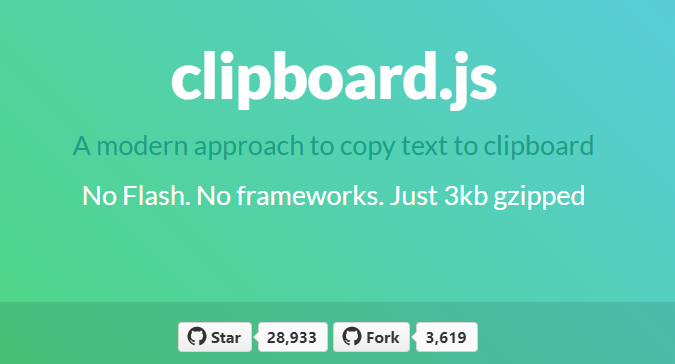 clipboard.js
A modern approach to copy text to clipboard
No Flash. No frameworks. Just 3kb gzipped
Star 28,933 Fork 3,619